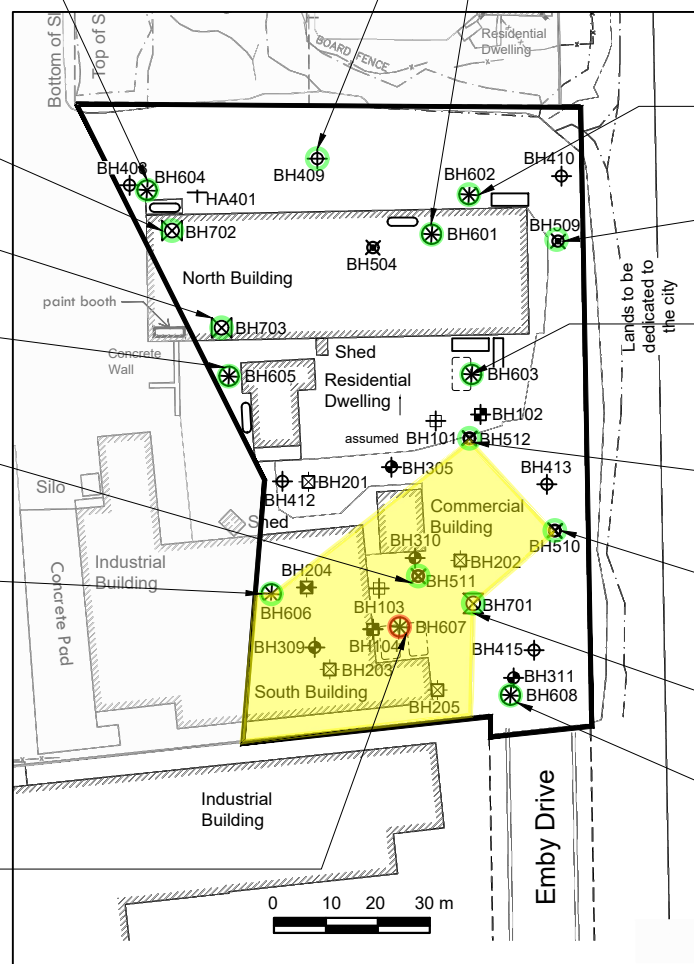 Bottom of Sl
Top of S
BOARD FENCE
Residential
Dwelling
BH408
BH604
HA401
BH409
BH602
BH410
BH702
BH601
BH509
BH504
North Building
Lands to be
dedicated to
the city
paint booth
BH703
Concrete
Wall
Shed
BH605
Residential
Dwelling
BH603
assumed
BH101
BH102
BH512
BH305
BH412
BH201
BH413
Silo
Shed
Commercial
Building
BH510
Industrial
Building
Concrete Pad
BH204
BH310
BH202
BH511
BH606
BH103
BH701
BH104
BH607
BH309
BH415
BH203
BH311
South Building
BH205
BH608
Industrial
Building
Emby Drive
0 10 20 30 m